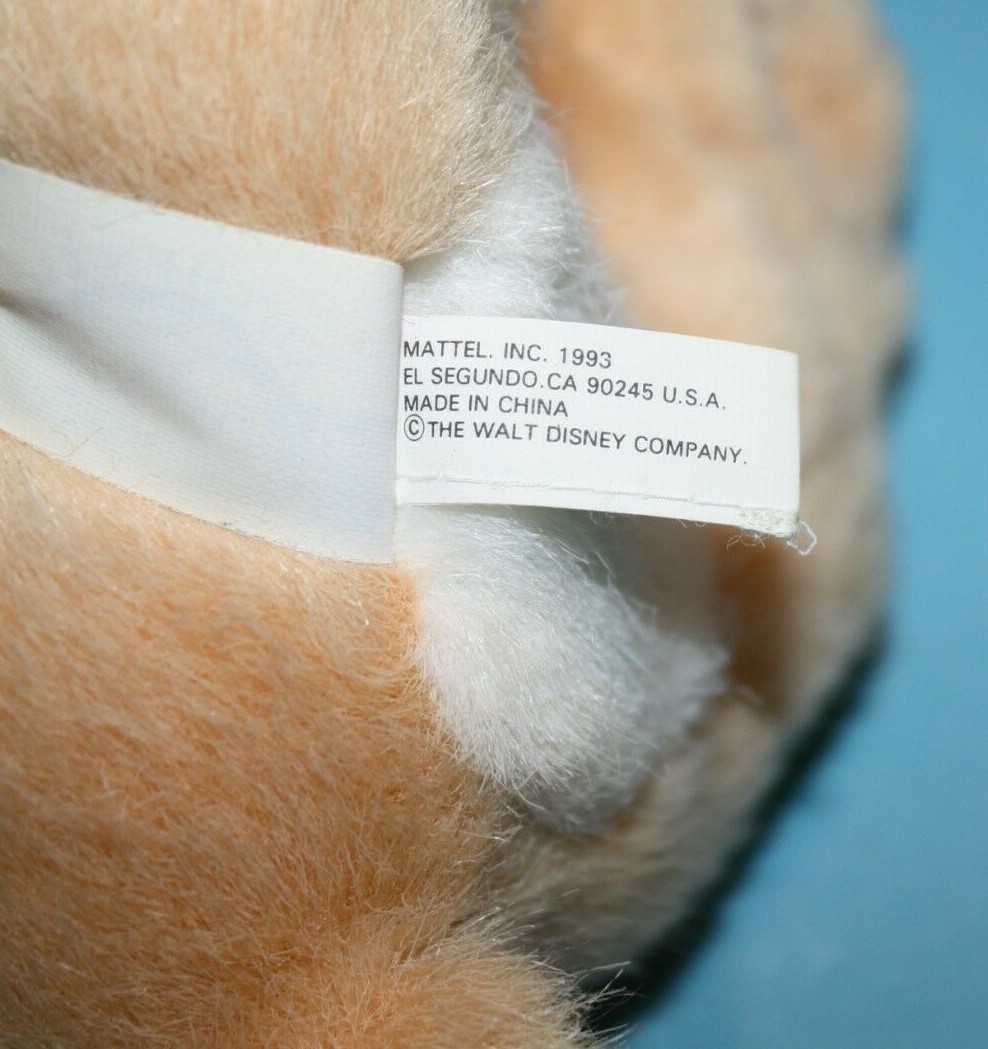 MATTEL. INC. 1993
EL SEGUNDO.CA 90245 U.S.A.
MADE IN CHINA
©THE WALT DISNEY COMPANY.